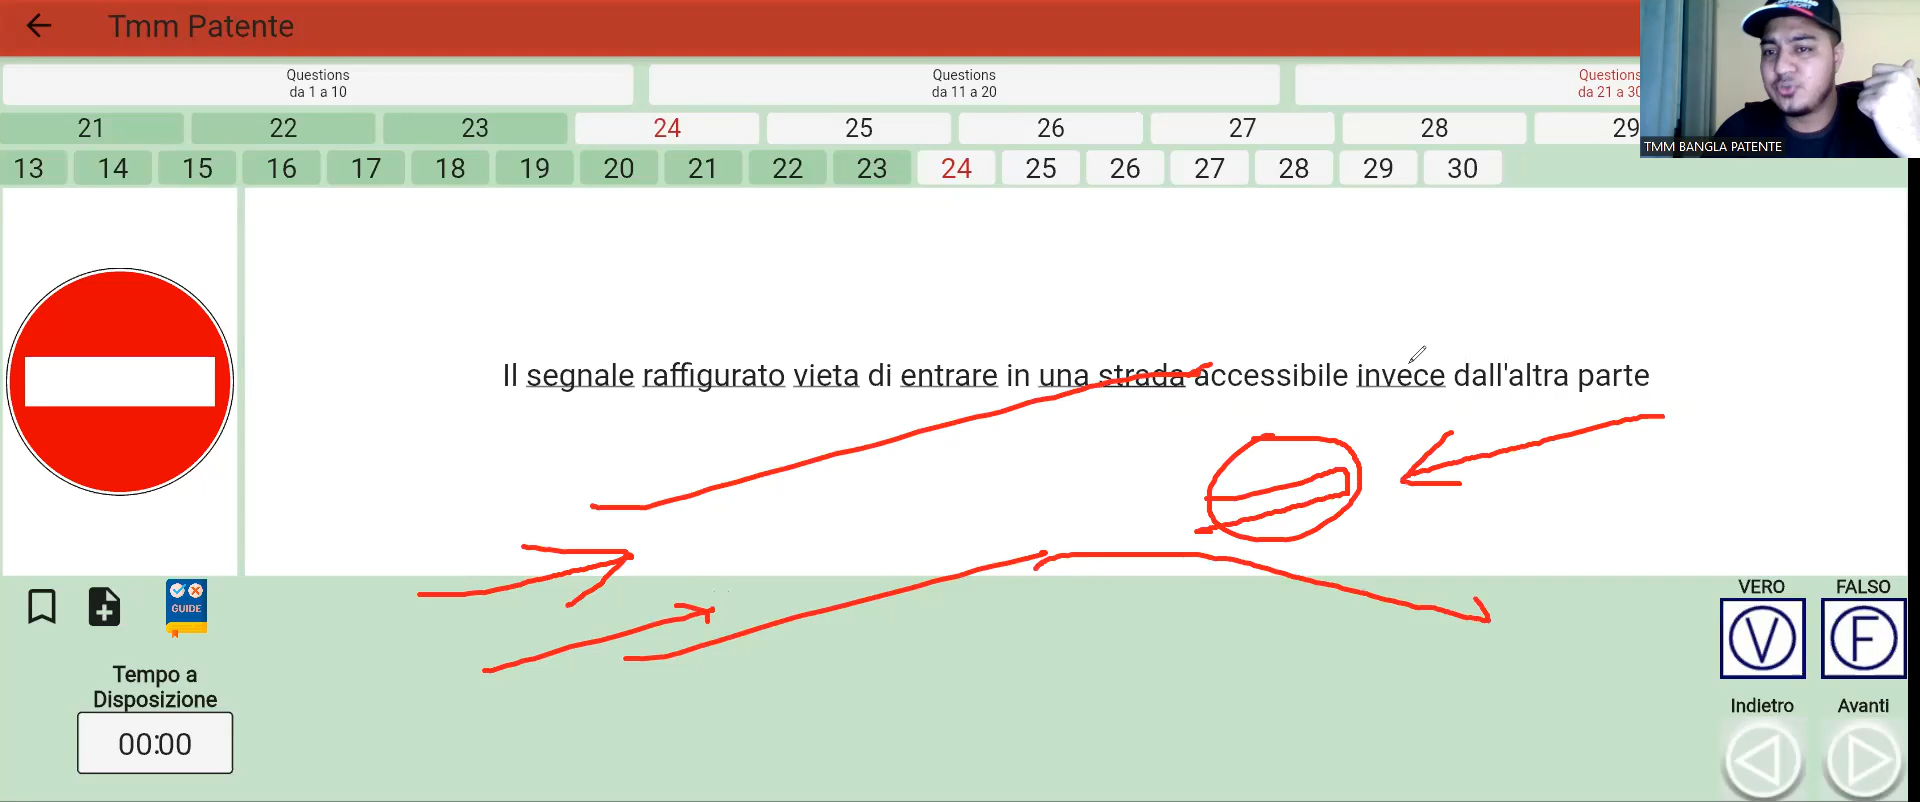 Tmm Patente
Questions
da 1 a 10
Questions
da 11 a 20
Questions
da 21 a
21 22 23 24 25 26 27 28 29
13 14 15 16 17 18 19 20 21 22 23 24 25 26 27 28 29 30
TMM BANGLA PATENTE
Il segnale raffigurato vieta di entrare in una strada accessibile invece dall'altra parte
GUIDE
Tempo a
Disposizione
00:00
VERO FALSO
V F
Indietro Avanti